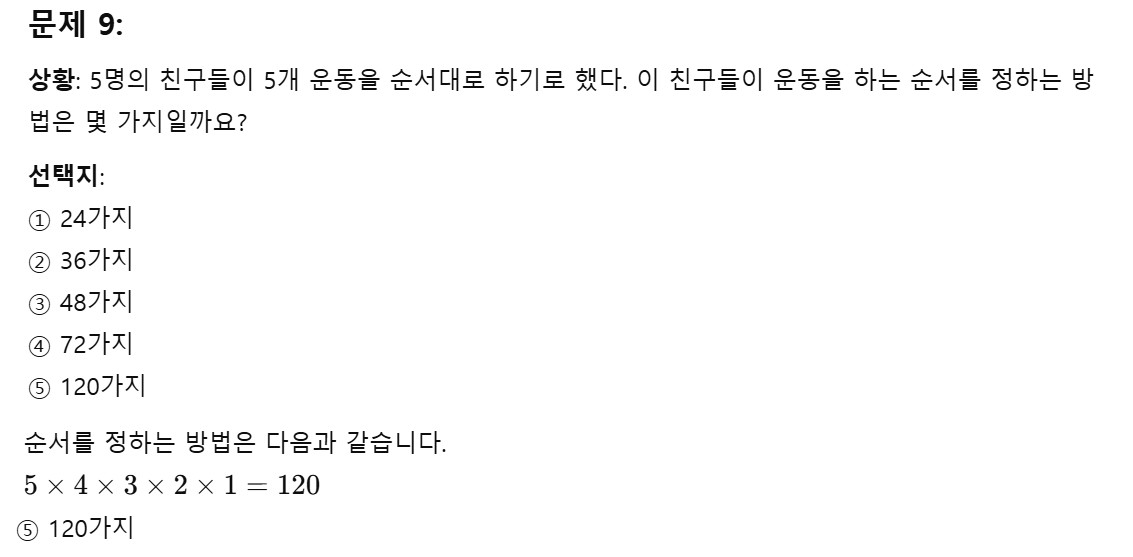 문제 9:
상황: 5명의 친구들이 5개 운동을 순서대로 하기로 했다. 이 친구들이 운동을 하는 순서를 정하는 방
법은 몇 가지일까요?
선택지:
① 24가지
② 36가지
③ 48가지
④ 72가지
⑤ 120가지
순서를 정하는 방법은 다음과 같습니다.
5 × 4 × 3 × 2 × 1 = 120
⑤ 120가지